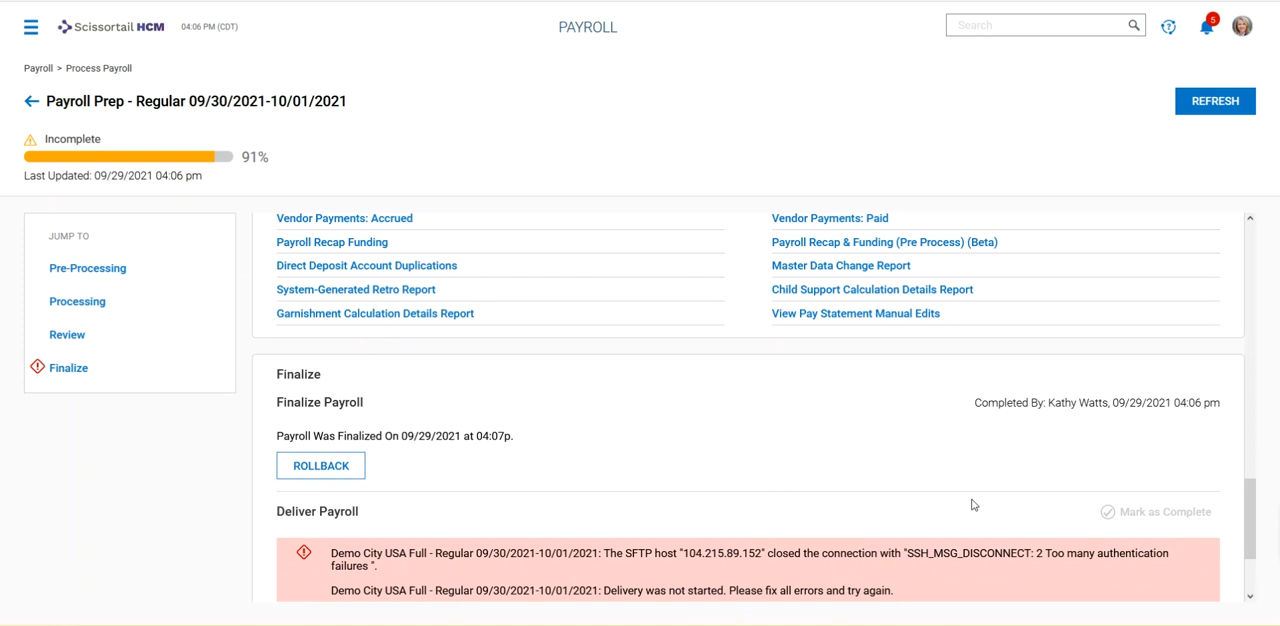 Scissortail HCM
04:06 PM (CDT)
PAYROLL
Search
5
Payroll > Process Payroll
Payroll Prep - Regular 09/30/2021-10/01/2021
REFRESH
Incomplete
91%
Last Updated: 09/29/2021 04:06 pm
JUMP TO
Pre-Processing
Processing
Review
Finalize
Vendor Payments: Accrued
Vendor Payments: Paid
Payroll Recap Funding
Payroll Recap & Funding (Pre Process) (Beta)
Direct Deposit Account Duplications
Master Data Change Report
System-Generated Retro Report
Child Support Calculation Details Report
Garnishment Calculation Details Report
View Pay Statement Manual Edits
Finalize
Finalize Payroll
Completed By: Kathy Watts, 09/29/2021 04:06 pm
Payroll Was Finalized On 09/29/2021 at 04:07p.
ROLLBACK
Deliver Payroll
Mark as Complete
Demo City USA Full - Regular 09/30/2021-10/01/2021: The SFTP host "104.215.89.152" closed the connection with "SSH_MSG_DISCONNECT: 2 Too many authentication
failures ".
Demo City USA Full - Regular 09/30/2021-10/01/2021: Delivery was not started. Please fix all errors and try again.